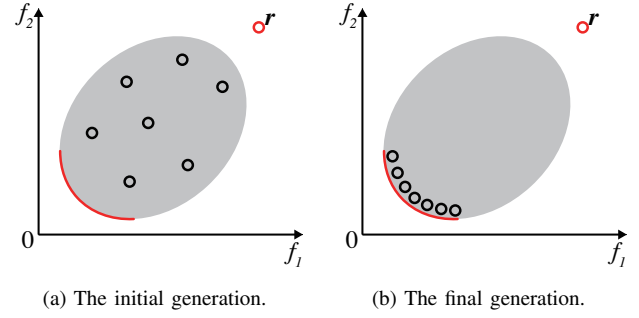 f2
r
0
f1
(a) The initial generation.
f2
r
0
f1
(b) The final generation.